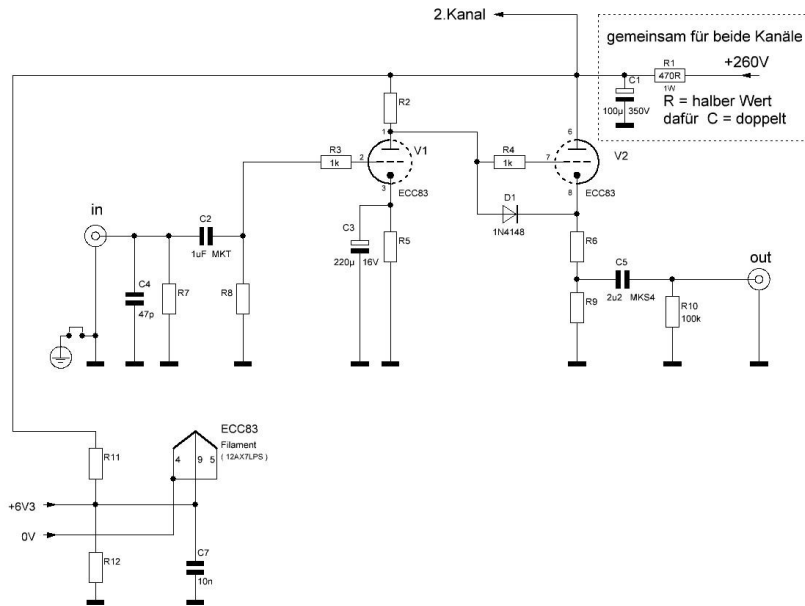 2.Kanal
gemeinsam für beide Kanäle
R1
+260V
470R
1W
C1
100µ 350V
R = halber Wert
dafür C = doppelt
R2
1
6
R3
1k
2
V1
R4
1k
7
V2
3
ECC83
8
ECC83
in
D1
1N4148
C2
1uF MKT
C3
220µ 16V
R5
R6
out
C5
2u2 MKS4
C4
47p
R7
R8
R9
R10
100k
ECC83
Filament
( 12AX7LPS )
R11
4 9 5
+6V3
0V
R12
C7
10n